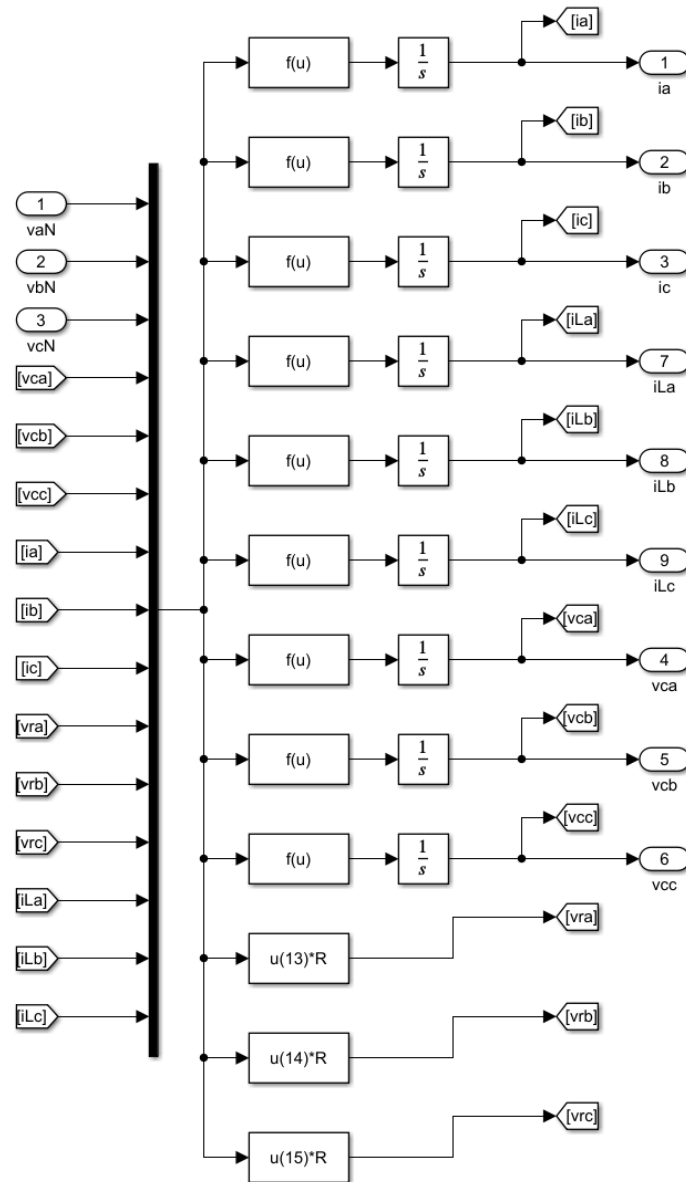 [ia]
f(u)
1
s
1
ia
[ib]
f(u)
1
s
2
ib
1
vaN
[ic]
2
vbN
f(u)
1
s
3
ic
3
vcN
[iLa]
[vca]
f(u)
1
s
7
iLa
[vcb]
[iLb]
f(u)
1
s
8
iLb
[vcc]
[iLc]
[ia]
f(u)
1
s
9
iLc
[ib]
[vca]
[ic]
f(u)
1
s
4
vca
[vra]
[vcb]
[vrb]
f(u)
1
s
5
vcb
[vrc]
[vcc]
f(u)
1
s
6
vcc
[iLa]
[vra]
[iLb]
u(13)*R
[iLc]
[vrb]
u(14)*R
[vrc]
u(15)*R